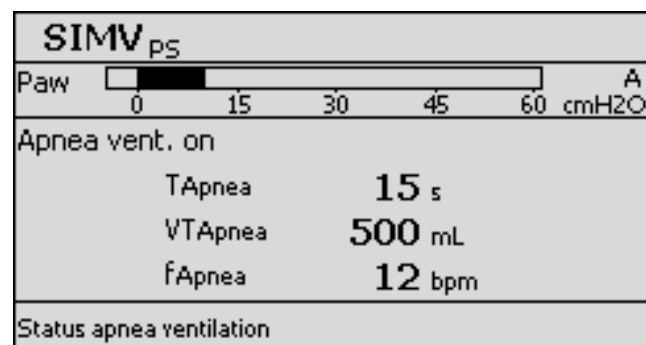 SIMV PS
Paw A
0 15 30 45 60 cmH2O
Apnea vent. on
TApnea 15 s
VTApnea 500 mL
fApnea 12 bpm
Status apnea ventilation